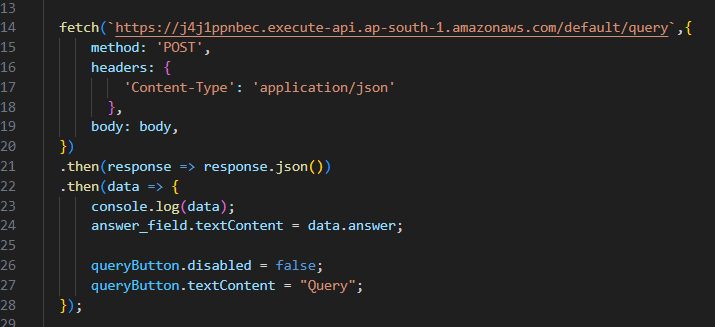 13
14 fetch(`https://j4j1ppnbec.execute-api.ap-south-1.amazonaws.com/default/query`,{
15 method: 'POST',
16 headers: {
17 'Content-Type': 'application/json'
18 },
19 body: body,
20 })
21 .then(response => response.json())
22 .then(data => {
23 console.log(data);
24 answer_field.textContent = data.answer;
25
26 queryButton.disabled = false;
27 queryButton.textContent = "Query";
28 });
29